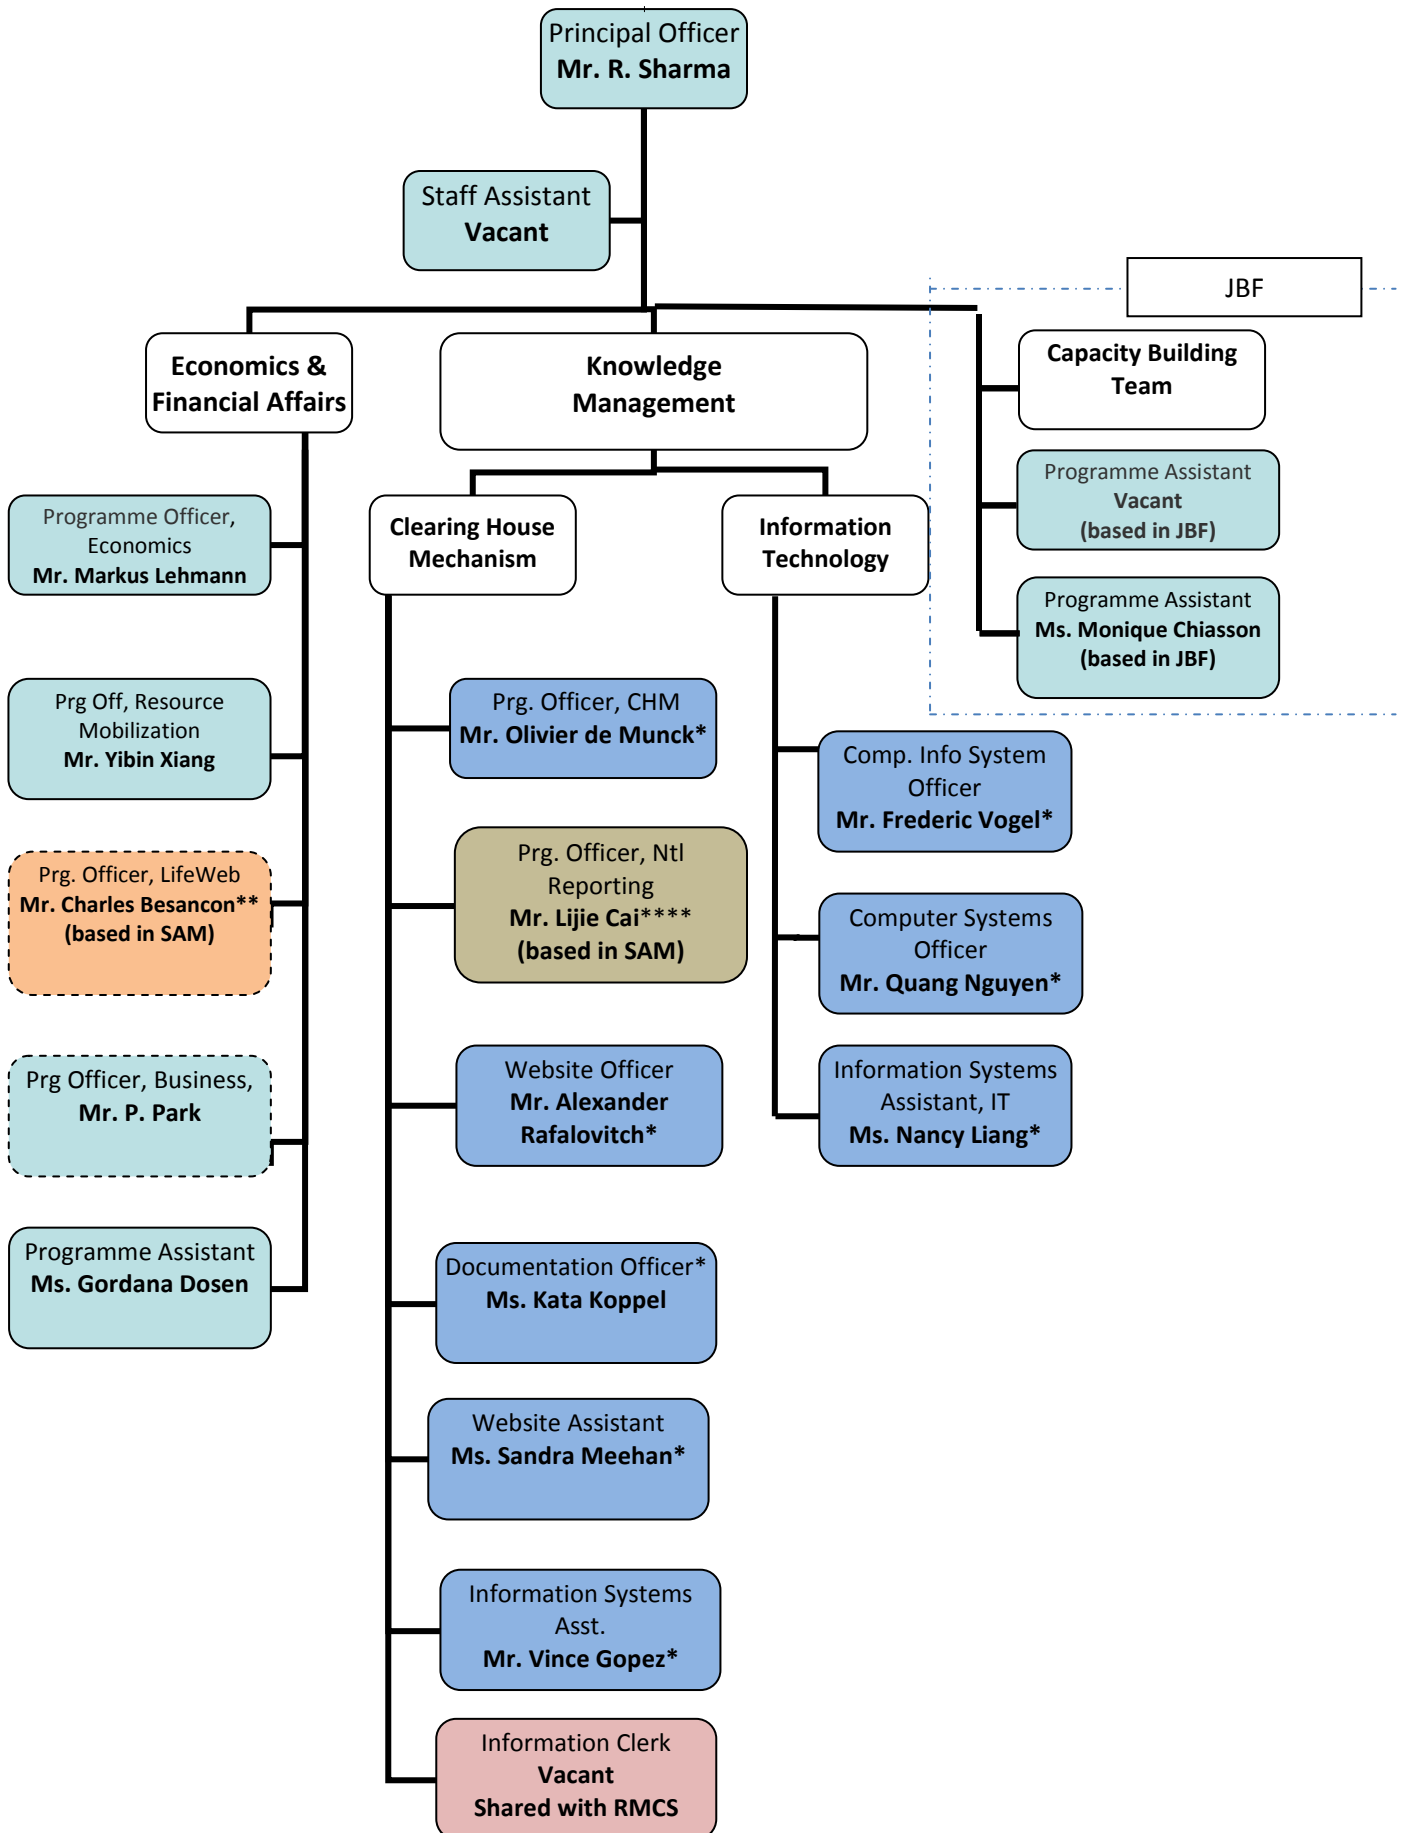 Principal Officer
Mr. R. Sharma
Staff Assistant
Vacant
JBF
Economics &
Financial Affairs
Knowledge
Management
Capacity Building
Team
Programme Assistant
Vacant
(based in JBF)
Programme Assistant
Ms. Monique Chiasson
(based in JBF)
Clearing House
Mechanism
Information
Technology
Programme Officer,
Economics
Mr. Markus Lehmann
Prg Off, Resource
Mobilization
Mr. Yibin Xiang
Prg. Officer, LifeWeb
Mr. Charles Besancon**
(based in SAM)
Prg Officer, Business,
Mr. P. Park
Programme Assistant
Ms. Gordana Dosen
Prg. Officer, CHM
Mr. Olivier de Munck*
Prg. Officer, Ntl
Reporting
Mr. Lijie Cai****
(based in SAM)
Website Officer
Mr. Alexander
Rafalovitch*
Documentation Officer*
Ms. Kata Koppel
Website Assistant
Ms. Sandra Meehan*
Information Systems
Asst.
Mr. Vince Gopez*
Information Clerk
Vacant
Shared with RMCS
Comp. Info System
Officer
Mr. Frederic Vogel*
Computer Systems
Officer
Mr. Quang Nguyen*
Information Systems
Assistant, IT
Ms. Nancy Liang*